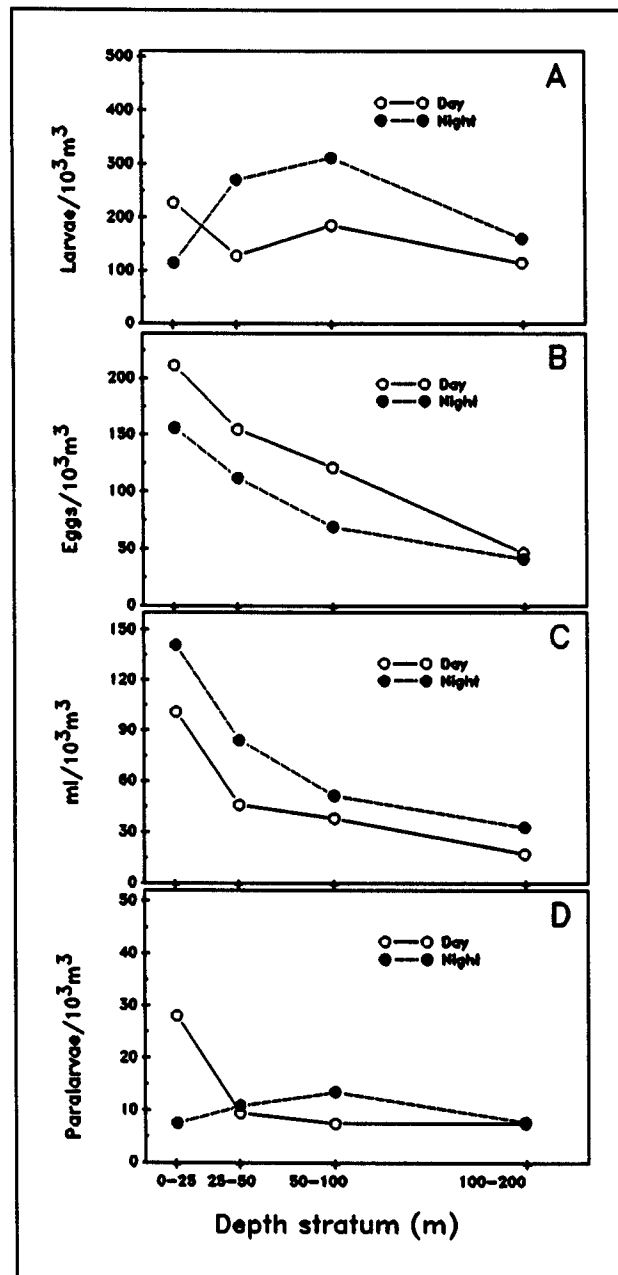 A
500
400
300
200
100
0
Larvae/10³m³
Day
Night
B
200
150
100
50
0
Eggs/10³m³
Day
Night
C
150
120
90
60
30
0
ml/10³m³
Day
Night
D
50
40
30
20
10
0
Paralarvae/10³m³
Day
Night
0-25 25-50 50-100 100-200
Depth stratum (m)